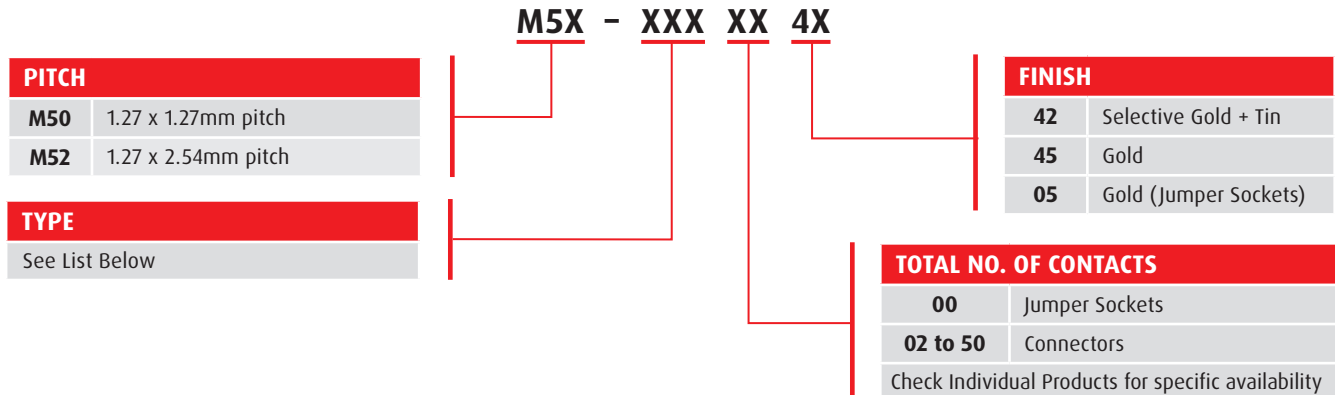 M5X - XXX XX 4X
PITCH
M50 1.27 x 1.27mm pitch
M52 1.27 x 2.54mm pitch
TYPE
See List Below
FINISH
42 Selective Gold + Tin
45 Gold
05 Gold (Jumper Sockets)
TOTAL NO. OF CONTACTS
00 Jumper Sockets
02 to 50 Connectors
Check Individual Products for specific availability